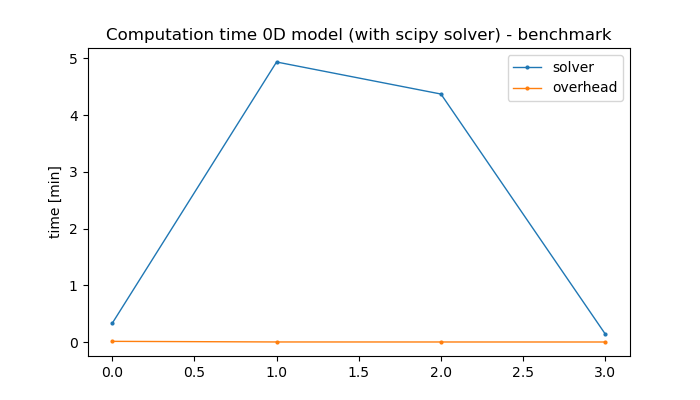 Computation time 0D model (with scipy solver) - benchmark
solver
overhead
time [min]
5
4
3
2
1
0
0.0 0.5 1.0 1.5 2.0 2.5 3.0